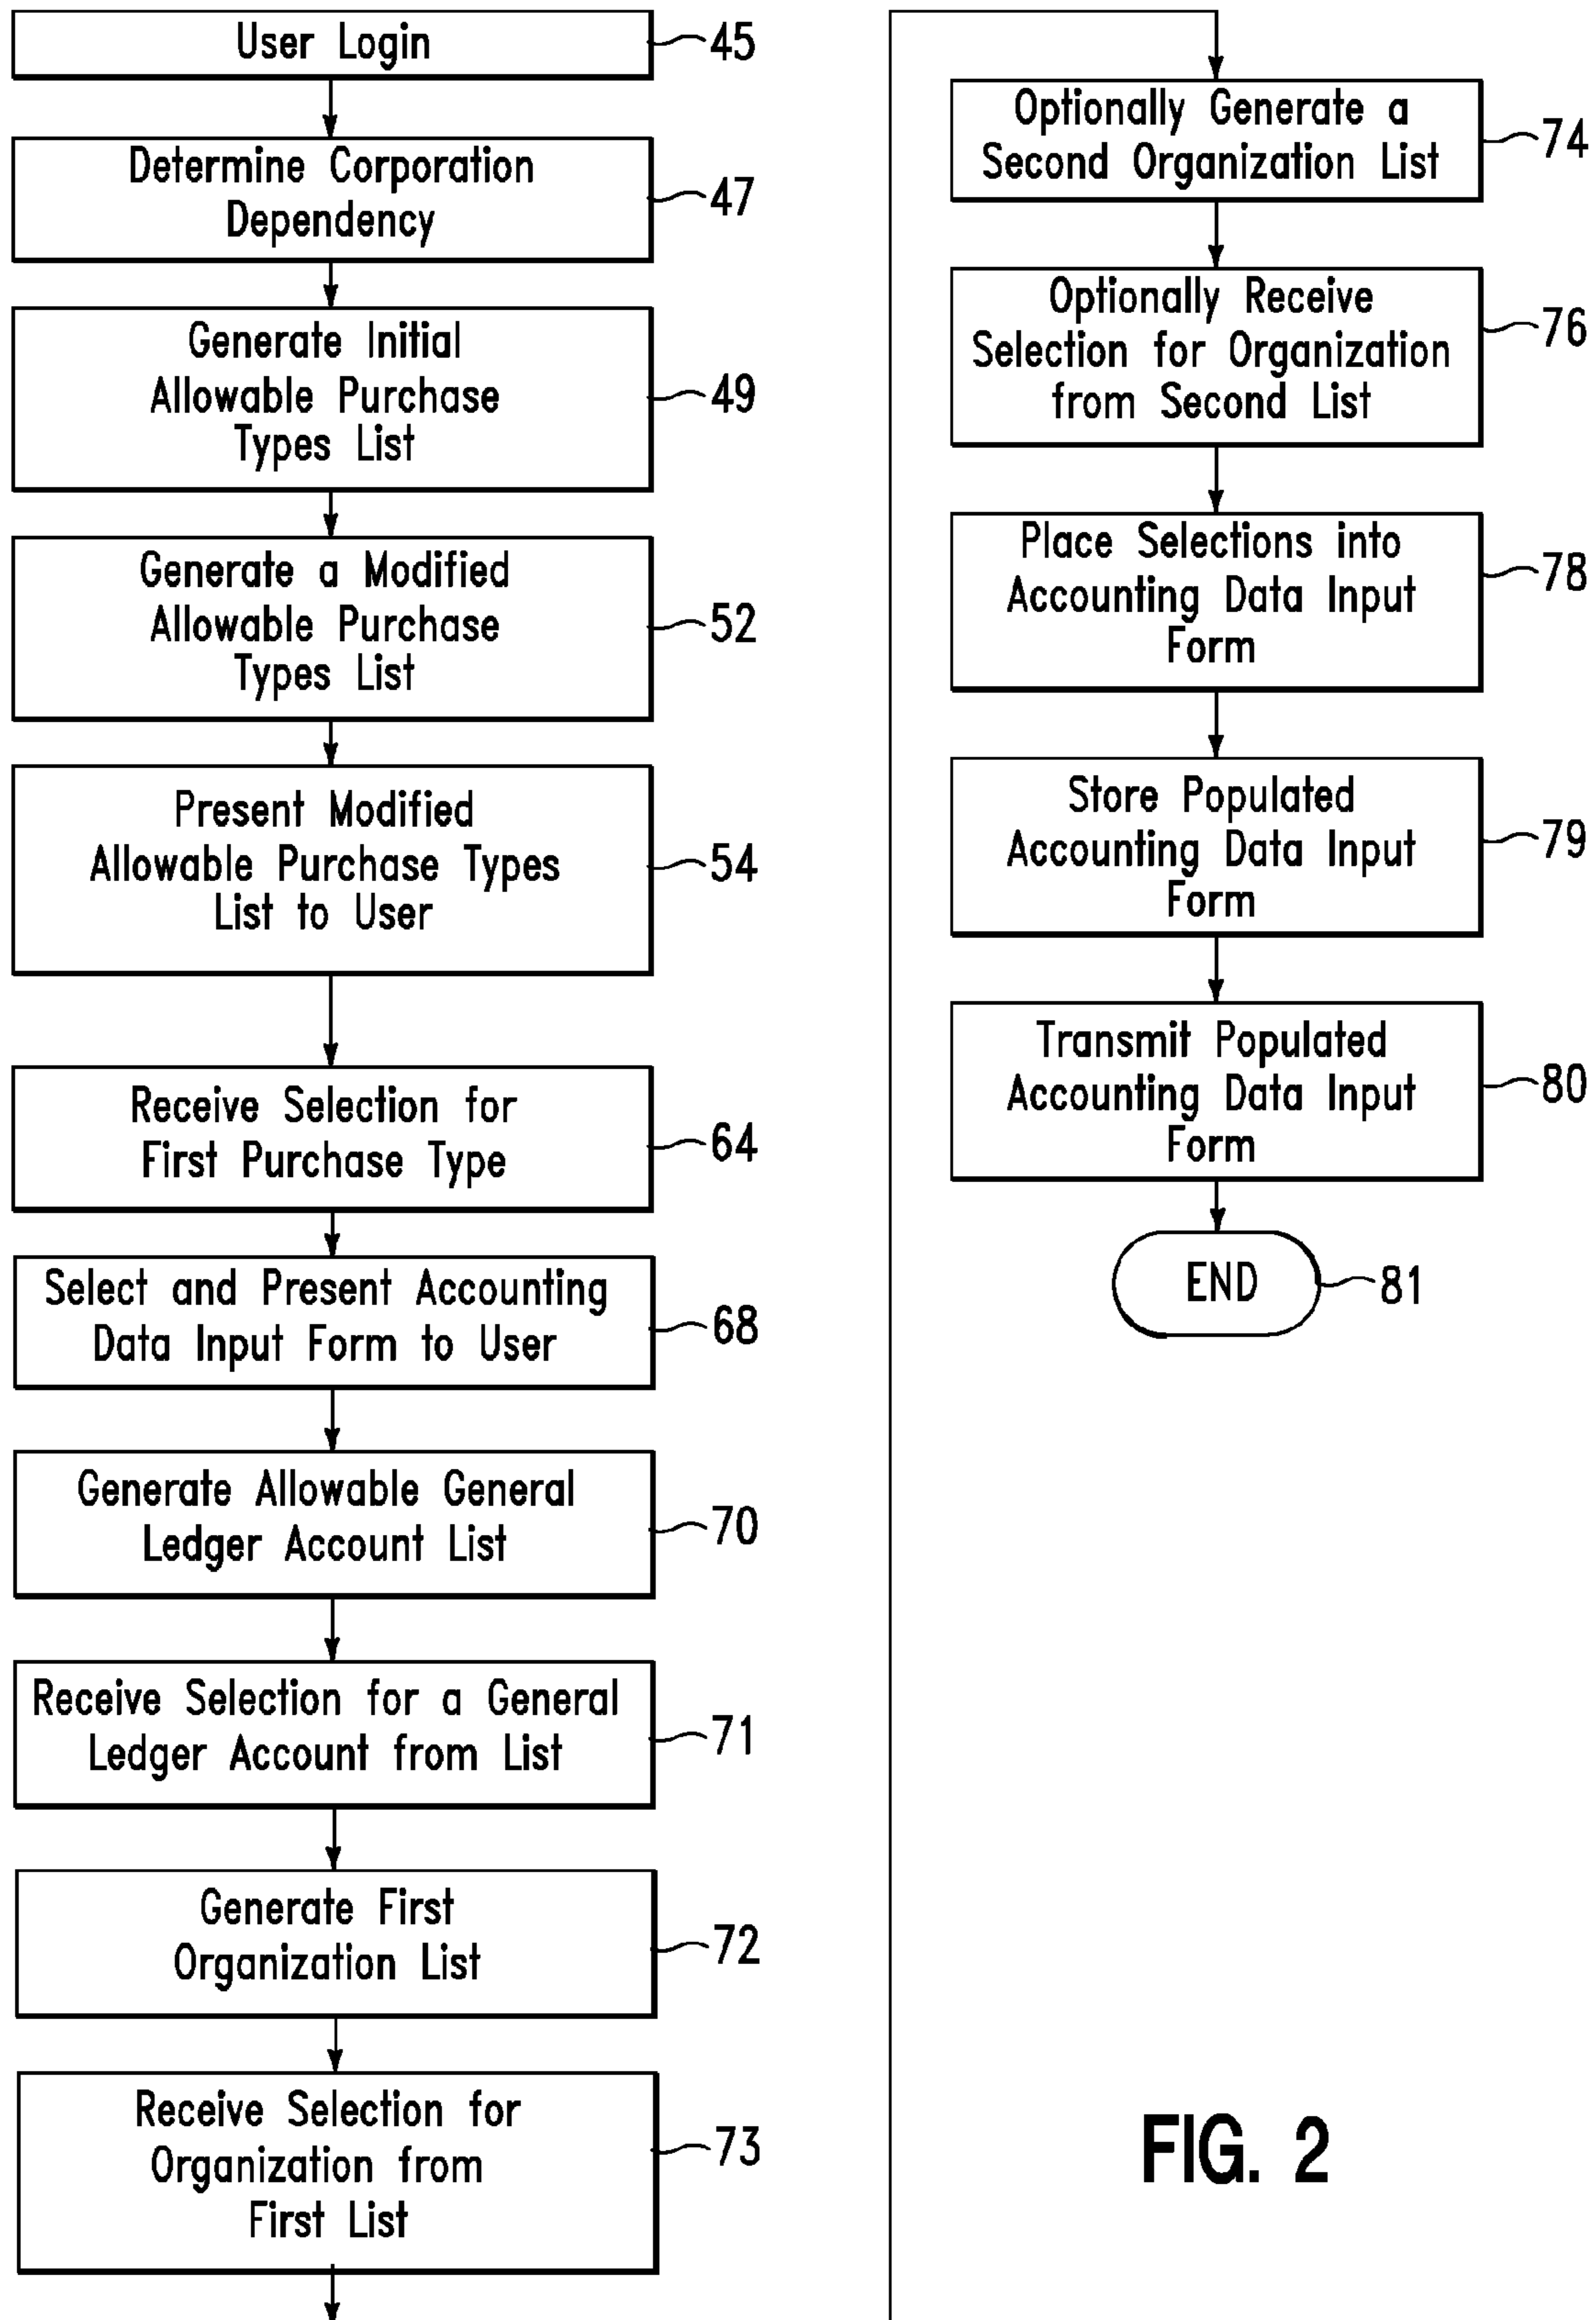 User Login
45
Determine Corporation
Dependency
47
Generate Initial
Allowable Purchase
Types List
49
Generate a Modified
Allowable Purchase
Types List
52
Present Modified
Allowable Purchase Types
List to User
54
Receive Selection for
First Purchase Type
64
Select and Present Accounting
Data Input Form to User
68
Generate Allowable General
Ledger Account List
70
Receive Selection for a General
Ledger Account from List
71
Generate First
Organization List
72
Receive Selection for
Organization from
First List
73
Optionally Generate a
Second Organization List
74
Optionally Receive
Selection for Organization
from Second List
76
Place Selections into
Accounting Data Input
Form
78
Store Populated
Accounting Data Input
Form
79
Transmit Populated
Accounting Data Input
Form
80
END
81
FIG. 2